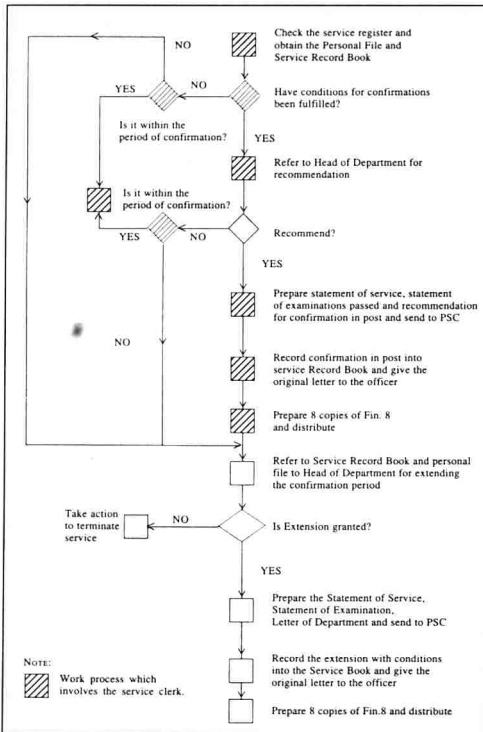 NO
Check the service register and
obtain the Personal File and
Service Record Book
YES
NO
Have conditions for confirmations
been fulfilled?
Is it within the
period of confirmation?
YES
Refer to Head of Department for
recommendation
Is it within the
period of confirmation?
YES
NO
Recommend?
YES
Prepare statement of service, statement
of examinations passed and recommendation
for confirmation in post and send to PSC
NO
Record confirmation in post into
service Record Book and give the
original letter to the officer
Prepare 8 copies of Fin. 8
and distribute
Refer to Service Record Book and personal
file to Head of Department for extending
the confirmation period
Take action
to terminate
service
NO
Is Extension granted?
YES
Prepare the Statement of Service,
Statement of Examination,
Letter of Department and send to PSC
NOTE:
Work process which
involves the service clerk.
Record the extension with conditions
into the Service Book and give the
original letter to the officer
Prepare 8 copies of Fin.8 and distribute